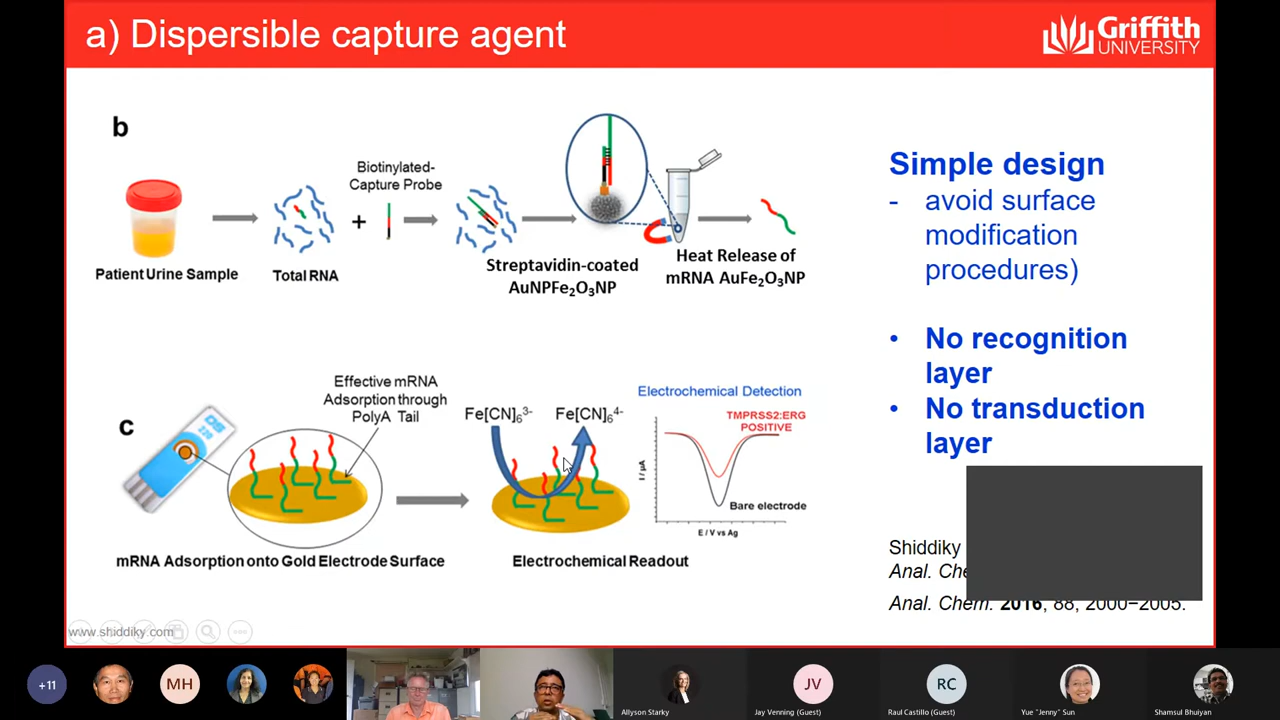 a) Dispersible capture agent
Griffith
UNIVERSITY
b
Biotinylated-
Capture Probe
+
Patient Urine Sample
Total RNA
Streptavidin-coated
AuNPFe₂O₃NP
Heat Release of
mRNA AuFe₂O₃NP
Simple design
- avoid surface
modification
procedures)
• No recognition
layer
• No transduction
layer
c
DS
220
Effective mRNA
Adsorption through
PolyA Tail
Fe[CN]₆³⁻
Fe[CN]₆⁴⁻
Electrochemical Detection
TMPRSS2:ERG
POSITIVE
I / µA
Bare electrode
E / V vs Ag
mRNA Adsorption onto Gold Electrode Surface
Electrochemical Readout
Shiddiky
Anal.
Anal. Chem. 2016, 88, 2000−2005.
www.shiddiky.com
+11
MH
Allyson Starky
JV
Jay Venning (Guest)
RC
Raul Castillo (Guest)
Yue "Jenny" Sun
Shamsul Bhuiyan